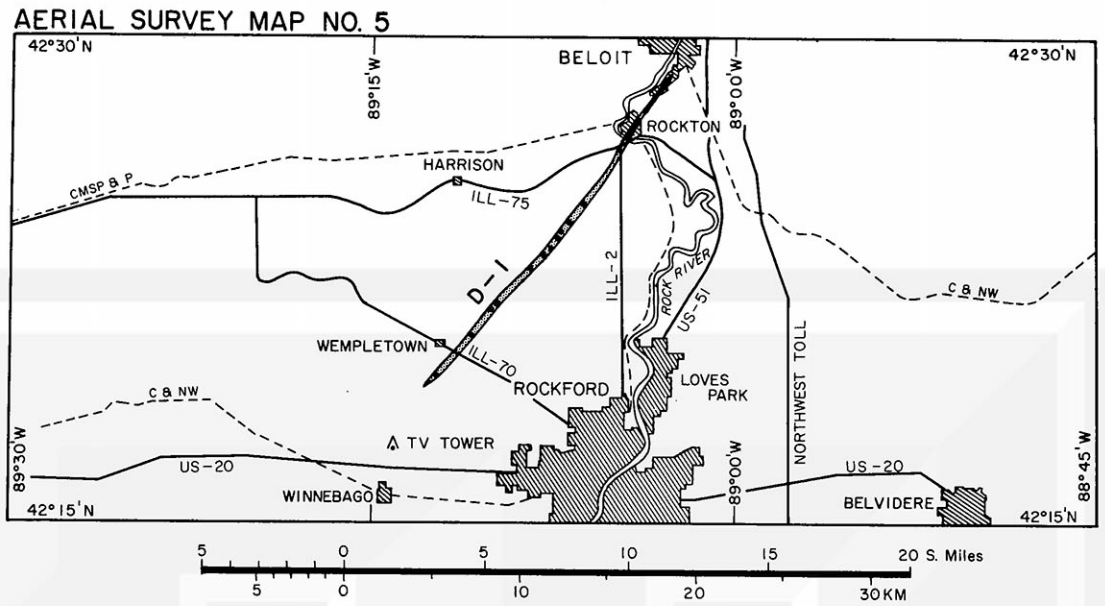 AERIAL SURVEY MAP NO. 5
42°30'N
42°30'N
BELOIT
89°15'W
89°00'W
ROCKTON
HARRISON
CMSP & P
ILL-75
D-1
ILL-2
ROCK RIVER
US-51
C & NW
WEMPLETOWN
ILL-70
ROCKFORD
LOVES
PARK
NORTHWEST TOLL
C & NW
TV TOWER
89°30'W
US-20
WINNEBAGO
89°00'W
US-20
BELVIDERE
88°45'W
42°15'N
42°15'N
5 0 5 10 15 20 S. Miles
5 0 10 20 30 KM